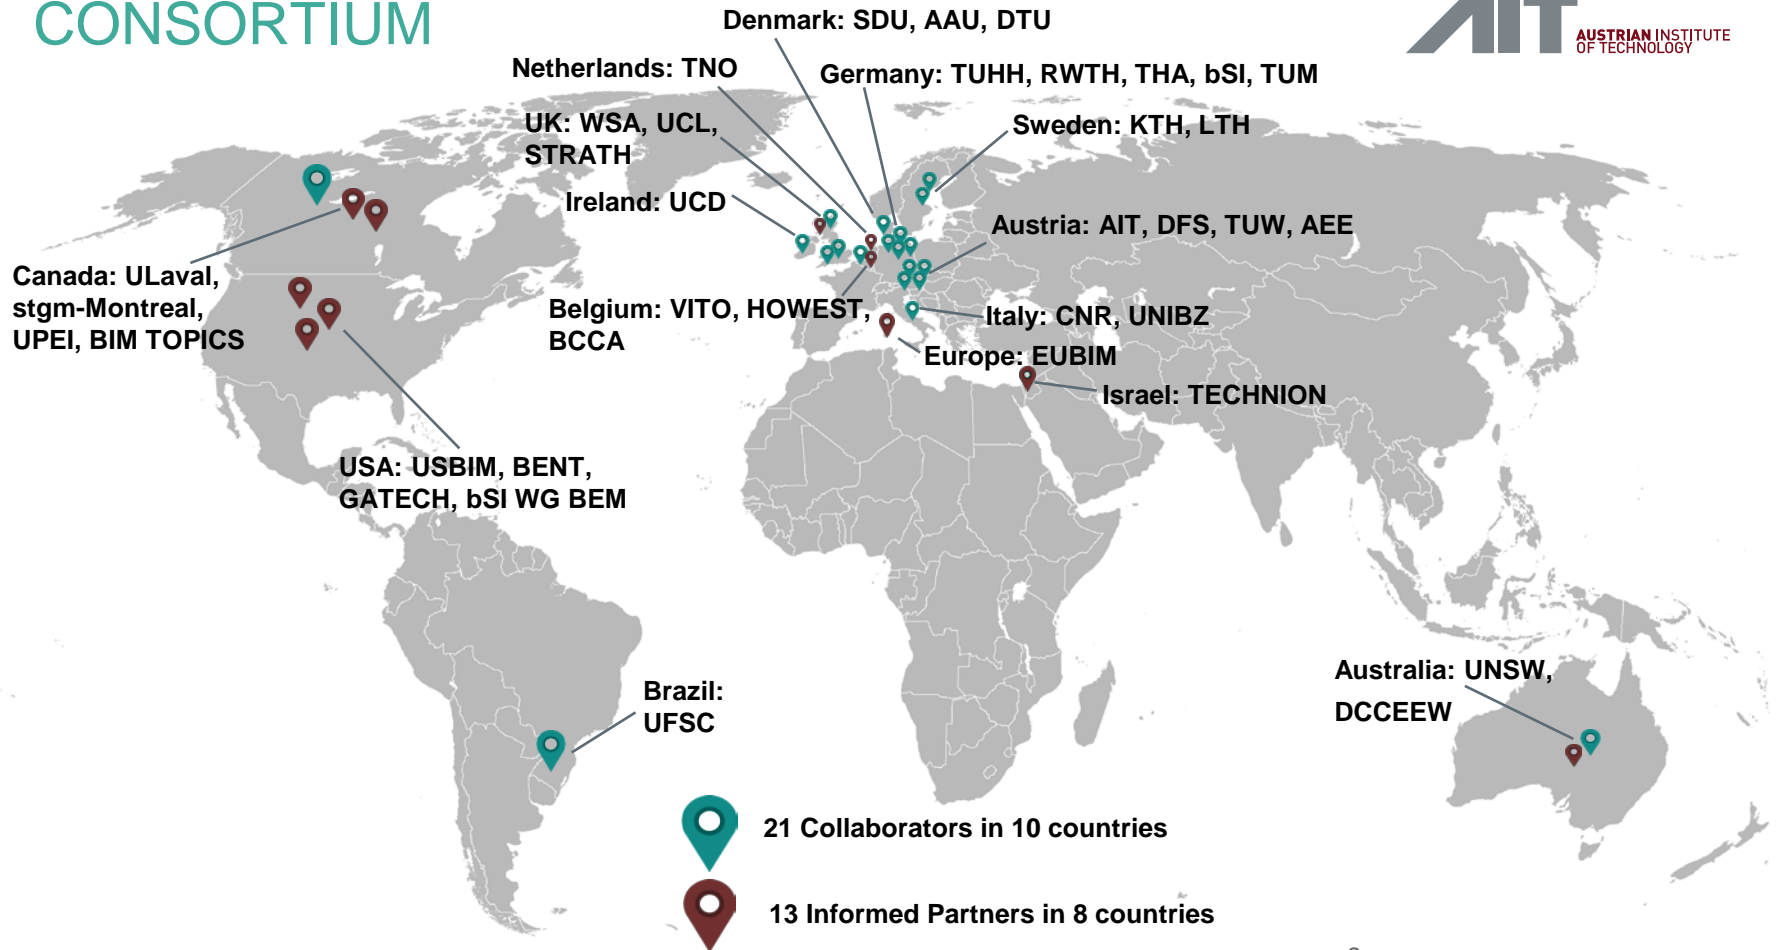 CONSORTIUM
AIT
AUSTRIAN INSTITUTE
OF TECHNOLOGY
Denmark: SDU, AAU, DTU
Netherlands: TNO
Germany: TUHH, RWTH, THA, bSI, TUM
UK: WSA, UCL,
STRATH
Sweden: KTH, LTH
Ireland: UCD
Austria: AIT, DFS, TUW, AEE
Canada: ULaval,
stgm-Montreal,
UPEI, BIM TOPICS
Belgium: VITO, HOWEST,
BCCA
Italy: CNR, UNIBZ
Europe: EUBIM
Israel: TECHNION
USA: USBIM, BENT,
GATECH, bSI WG BEM
Brazil:
UFSC
Australia: UNSW,
DCCEEW
21 Collaborators in 10 countries
13 Informed Partners in 8 countries